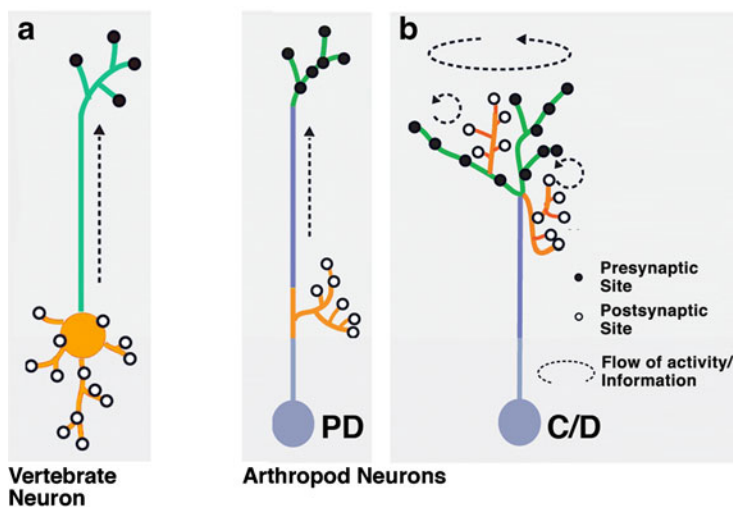 a
b
Presynaptic
Site
Postsynaptic
Site
Flow of activity/
Information
PD
C/D
Vertebrate
Neuron
Arthropod Neurons